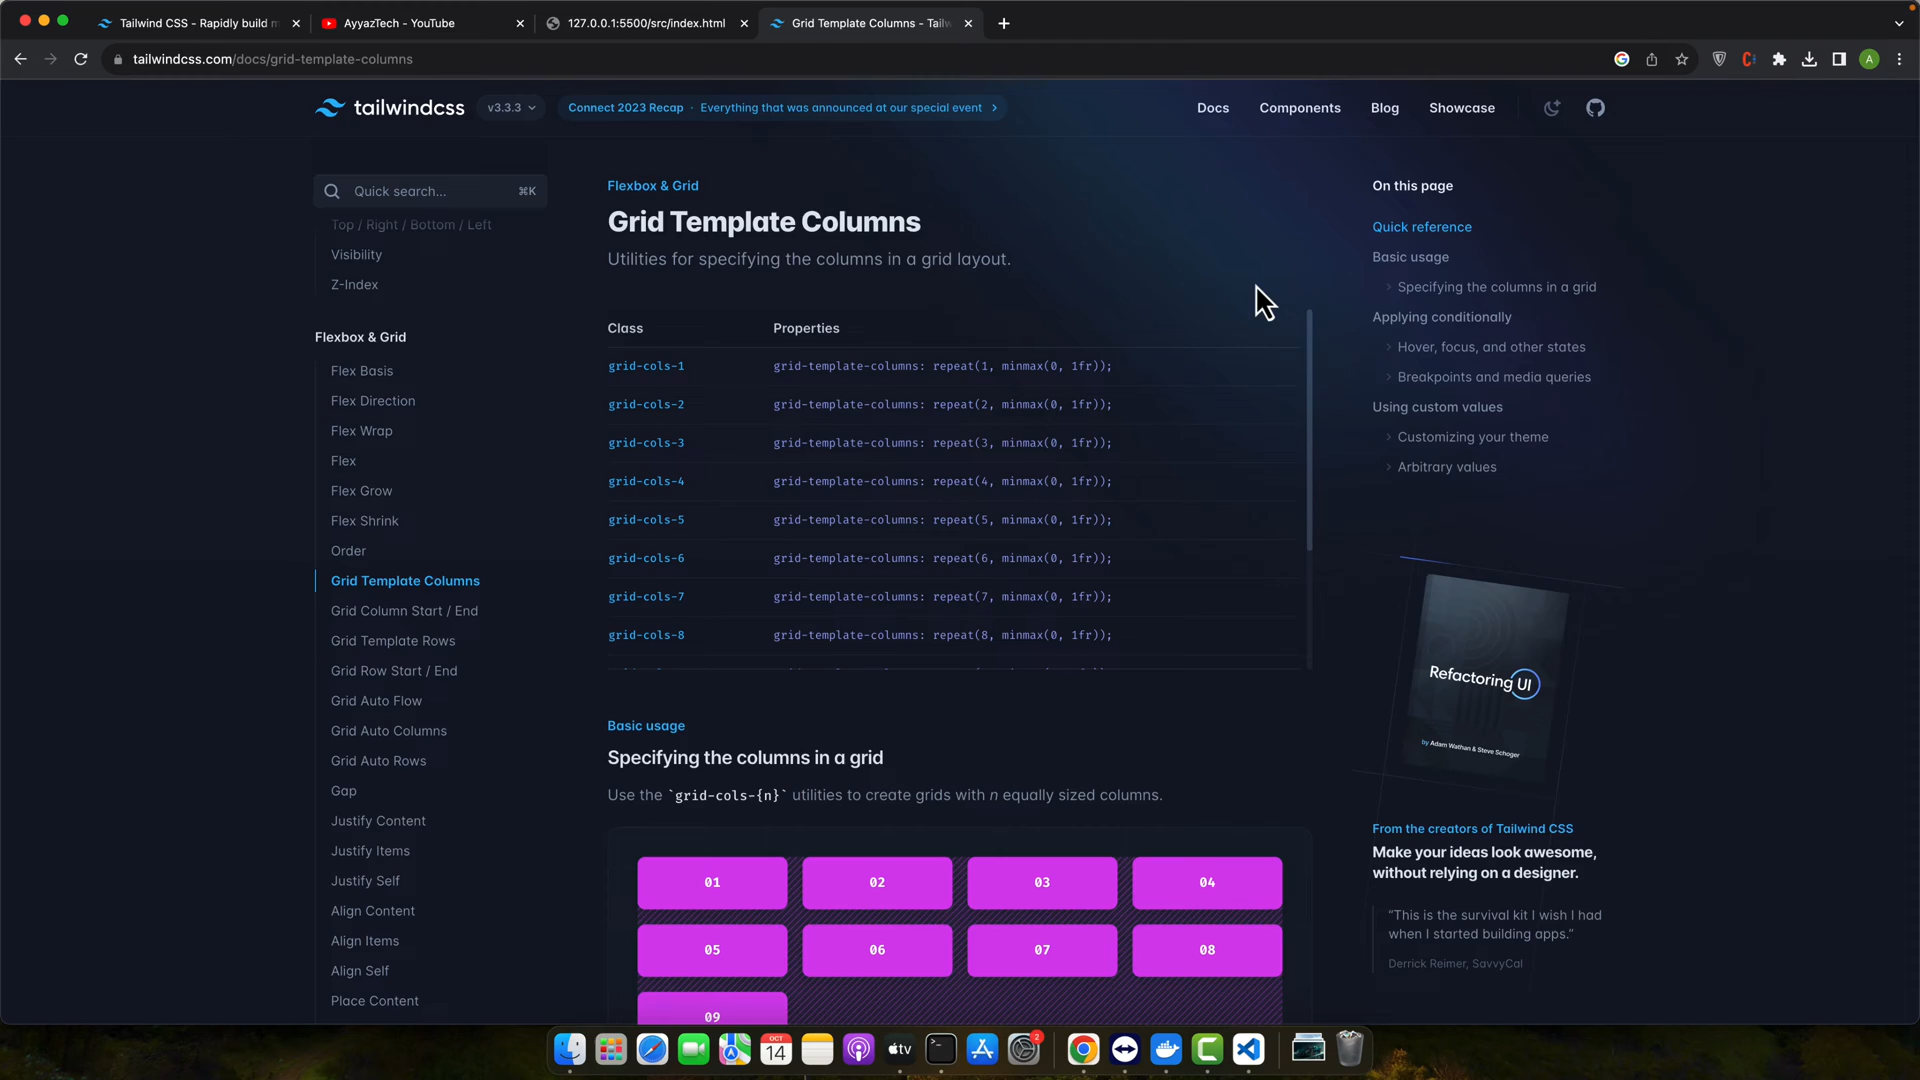 Tailwind CSS - Rapidly build m
AyyazTech - YouTube
127.0.0.1:5500/src/index.html
Grid Template Columns - Tailw
tailwindcss.com/docs/grid-template-columns
A
tailwindcss
v3.3.3
Connect 2023 Recap · Everything that was announced at our special event
Docs
Components
Blog
Showcase
Quick search...
⌘K
Top / Right / Bottom / Left
Visibility
Z-Index
Flexbox & Grid
Flex Basis
Flex Direction
Flex Wrap
Flex
Flex Grow
Flex Shrink
Order
Grid Template Columns
Grid Column Start / End
Grid Template Rows
Grid Row Start / End
Grid Auto Flow
Grid Auto Columns
Grid Auto Rows
Gap
Justify Content
Justify Items
Justify Self
Align Content
Align Items
Align Self
Place Content
Flexbox & Grid
Grid Template Columns
Utilities for specifying the columns in a grid layout.
Class Properties
grid-cols-1 grid-template-columns: repeat(1, minmax(0, 1fr));
grid-cols-2 grid-template-columns: repeat(2, minmax(0, 1fr));
grid-cols-3 grid-template-columns: repeat(3, minmax(0, 1fr));
grid-cols-4 grid-template-columns: repeat(4, minmax(0, 1fr));
grid-cols-5 grid-template-columns: repeat(5, minmax(0, 1fr));
grid-cols-6 grid-template-columns: repeat(6, minmax(0, 1fr));
grid-cols-7 grid-template-columns: repeat(7, minmax(0, 1fr));
grid-cols-8 grid-template-columns: repeat(8, minmax(0, 1fr));
Basic usage
Specifying the columns in a grid
Use the `grid-cols-{n}` utilities to create grids with n equally sized columns.
01 02 03 04
05 06 07 08
09
On this page
Quick reference
Basic usage
Specifying the columns in a grid
Applying conditionally
Hover, focus, and other states
Breakpoints and media queries
Using custom values
Customizing your theme
Arbitrary values
Refactoring UI
by Adam Wathan & Steve Schoger
From the creators of Tailwind CSS
Make your ideas look awesome,
without relying on a designer.
“This is the survival kit I wish I had
when I started building apps.”
Derrick Reimer, SavvyCal
OCT
14
tv
2